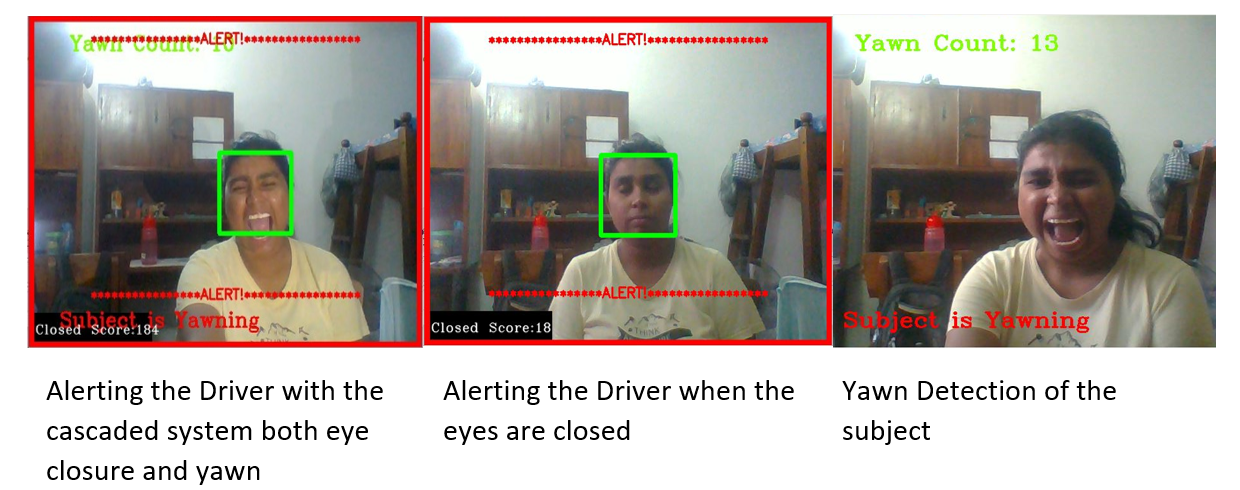 Yawn Count: 16
****************ALERT!*****************
****************ALERT!*****************
Subject is Yawning
Closed Score:184
****************ALERT!*****************
****************ALERT!*****************
Closed Score:18
THINK
Yawn Count: 13
Subject is Yawning
Alerting the Driver with the
cascaded system both eye
closure and yawn
Alerting the Driver when the
eyes are closed
Yawn Detection of the
subject